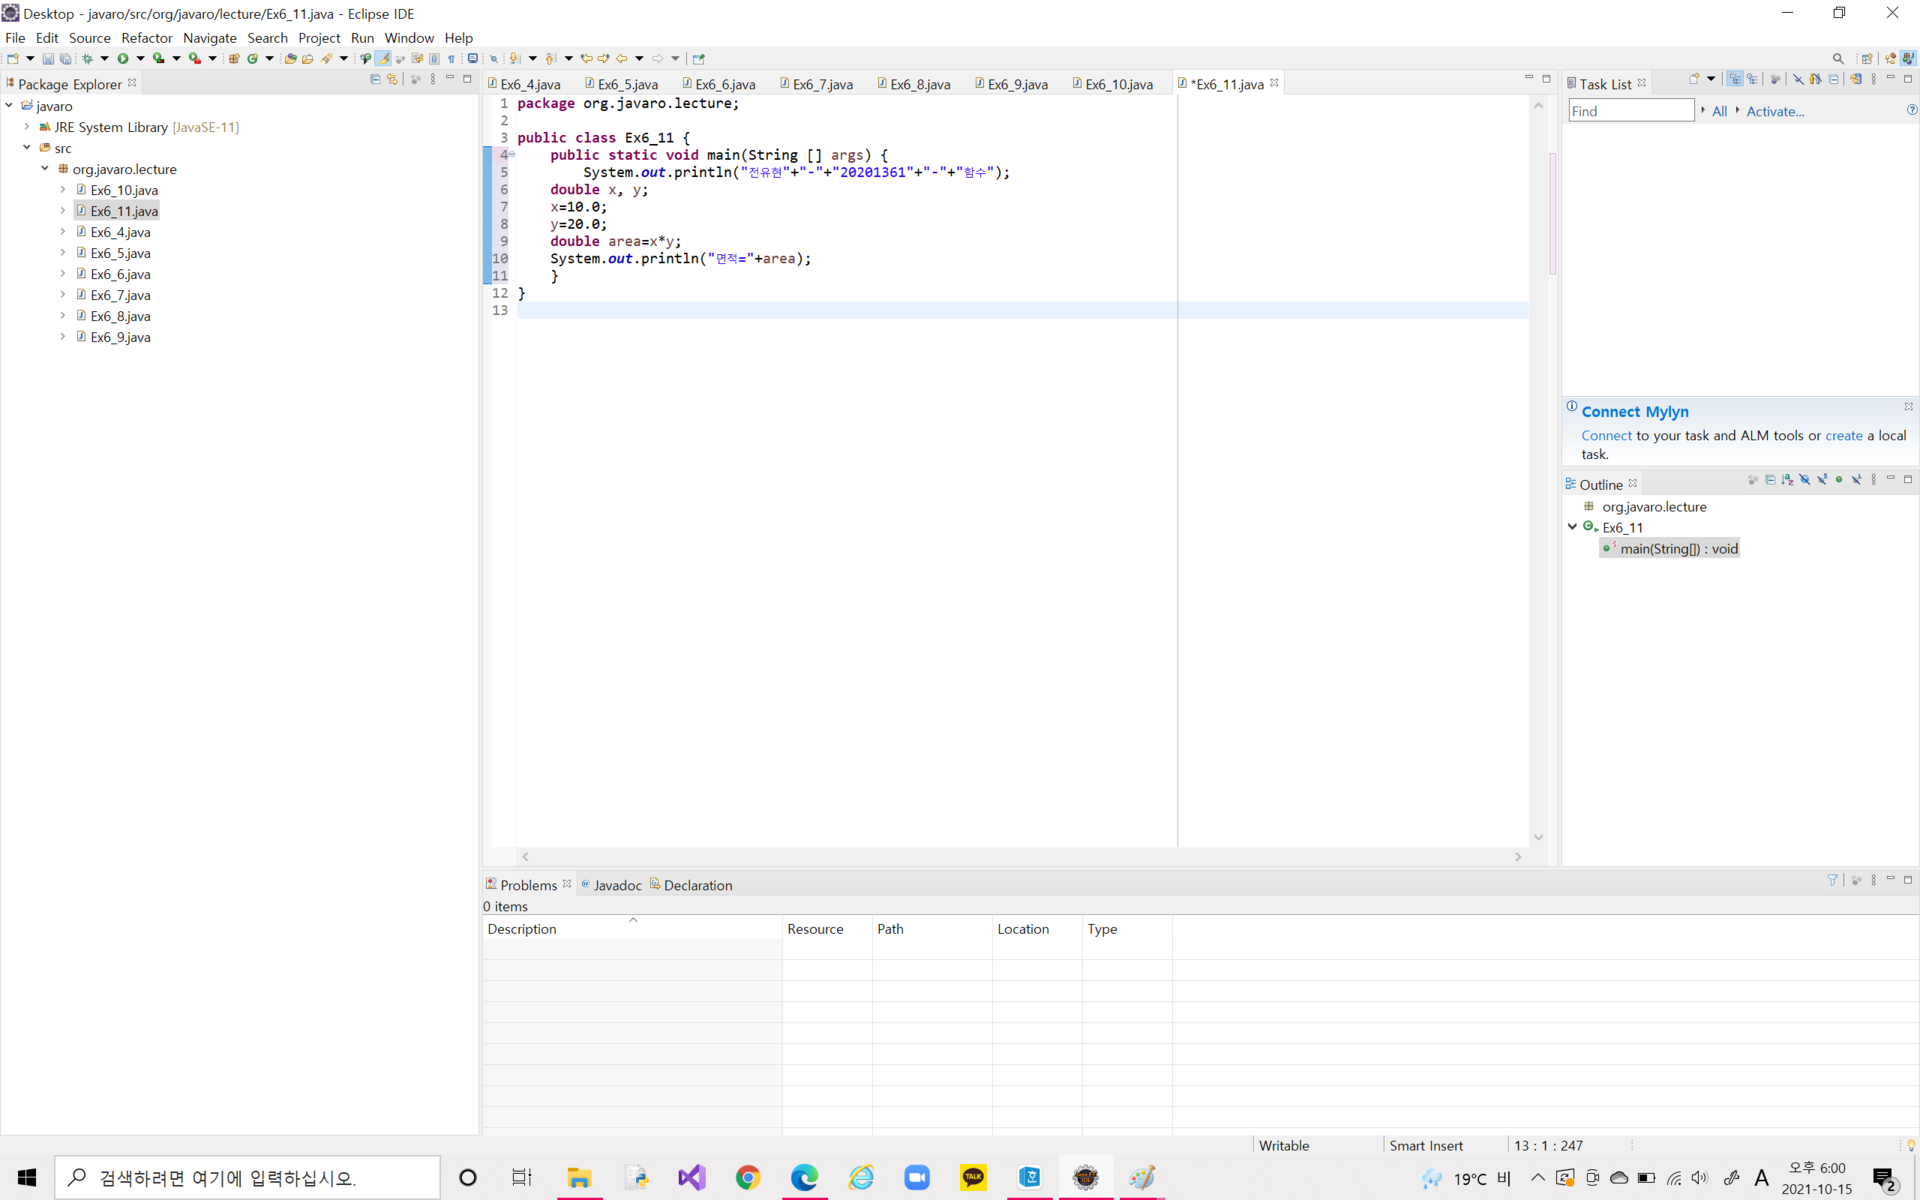 Desktop - javaro/src/org/javaro/lecture/Ex6_11.java - Eclipse IDE
File Edit Source Refactor Navigate Search Project Run Window Help
Package Explorer
javaro
JRE System Library [JavaSE-11]
src
org.javaro.lecture
Ex6_10.java
Ex6_11.java
Ex6_4.java
Ex6_5.java
Ex6_6.java
Ex6_7.java
Ex6_8.java
Ex6_9.java
Ex6_4.java Ex6_5.java Ex6_6.java Ex6_7.java Ex6_8.java Ex6_9.java Ex6_10.java *Ex6_11.java
1 package org.javaro.lecture;
2
3 public class Ex6_11 {
4 public static void main(String [] args) {
5 System.out.println("전유현"+"-"+"20201361"+"-"+"함수");
6 double x, y;
7 x=10.0;
8 y=20.0;
9 double area=x*y;
10 System.out.println("면적="+area);
11 }
12 }
13
Task List
Find All Activate...
Connect Mylyn
Connect to your task and ALM tools or create a local
task.
Outline
org.javaro.lecture
Ex6_11
main(String[]) : void
Problems Javadoc Declaration
0 items
Description Resource Path Location Type
Writable Smart Insert 13 : 1 : 247
검색하려면 여기에 입력하십시오.
TALK
19°C 비
A
오후 6:00
2021-10-15
2